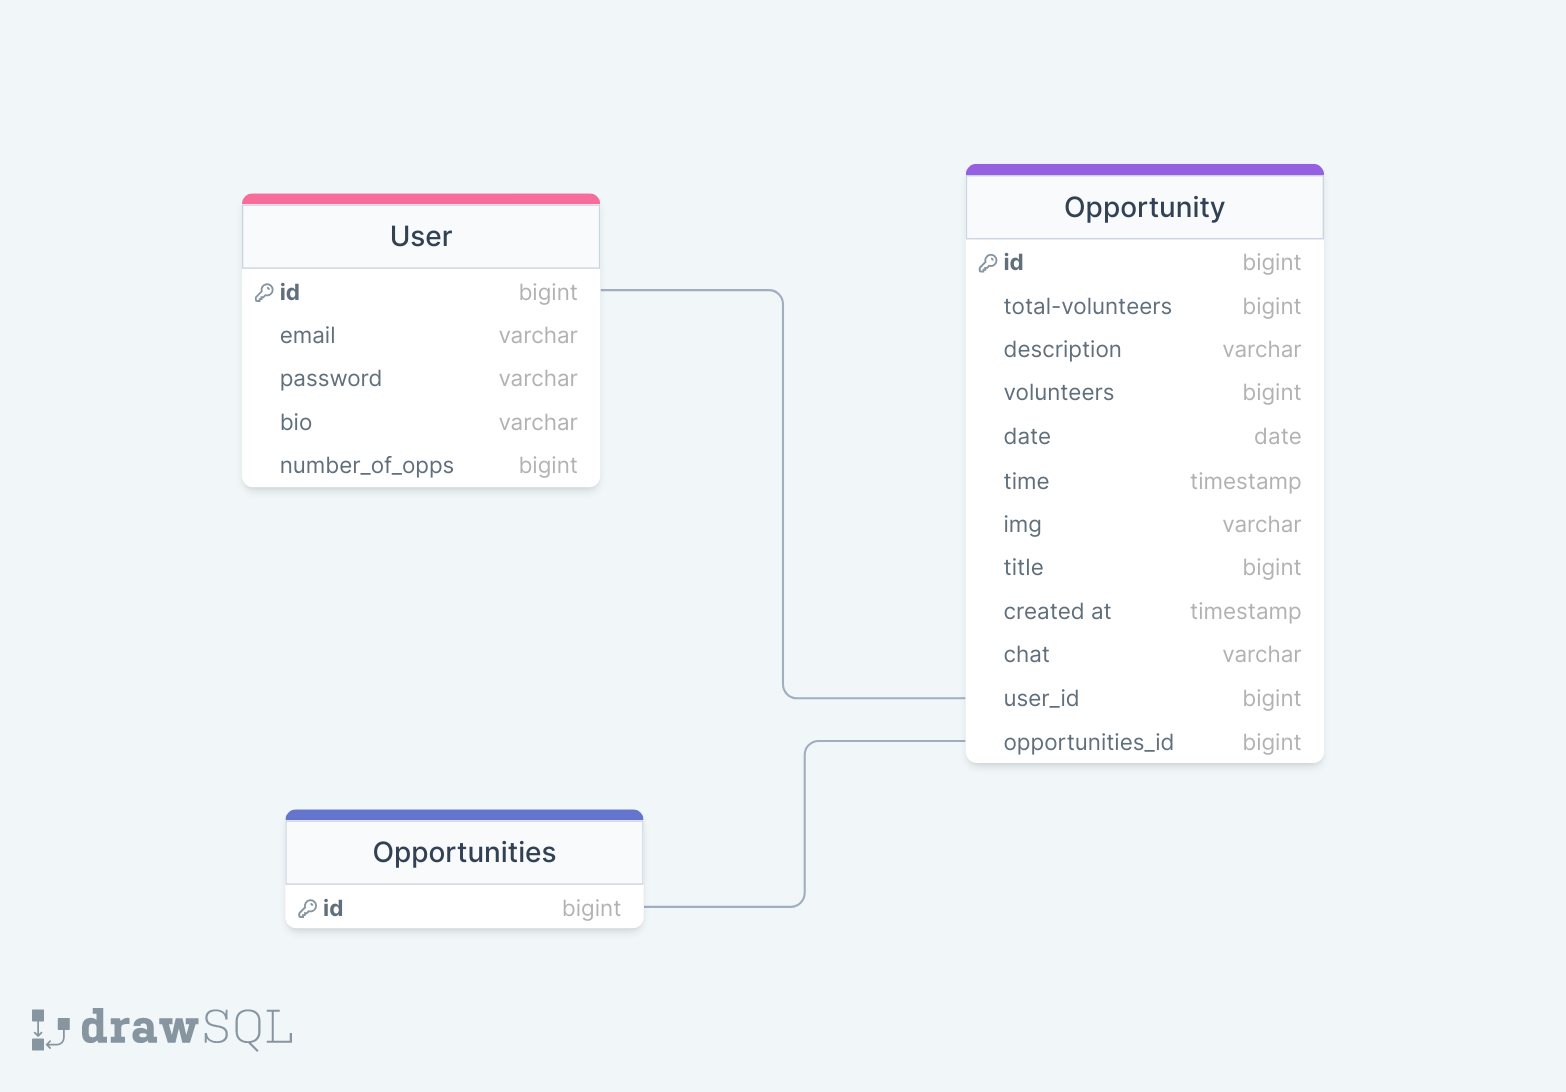 User
id bigint
email varchar
password varchar
bio varchar
number_of_opps bigint
Opportunity
id bigint
total-volunteers bigint
description varchar
volunteers bigint
date date
time timestamp
img varchar
title bigint
created at timestamp
chat varchar
user_id bigint
opportunities_id bigint
Opportunities
id bigint
drawSQL